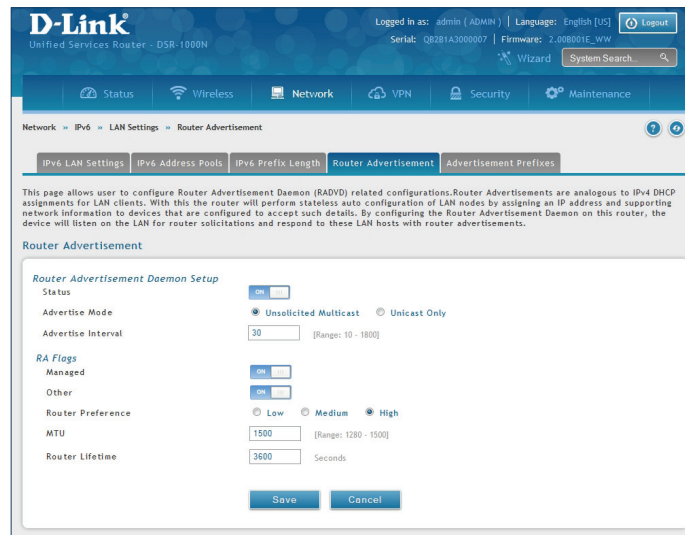 D-Link
Unified Services Router - DSR-1000N
Logged in as: admin ( ADMIN ) | Language: English [US]
Logout
Serial: QB2B1A3000007 | Firmware: 2.00B001E_WW
Wizard
System Search...
Status
Wireless
Network
VPN
Security
Maintenance
Network » IPv6 » LAN Settings » Router Advertisement
IPv6 LAN Settings
IPv6 Address Pools
IPv6 Prefix Length
Router Advertisement
Advertisement Prefixes
This page allows user to configure Router Advertisement Daemon (RADVD) related configurations.Router Advertisements are analogous to IPv4 DHCP
assignments for LAN clients. With this the router will perform stateless auto configuration of LAN nodes by assigning an IP address and supporting
network information to devices that are configured to accept such details. By configuring the Router Advertisement Daemon on this router, the
device will listen on the LAN for router solicitations and respond to these LAN hosts with router advertisements.
Router Advertisement
Router Advertisement Daemon Setup
Status ON
Advertise Mode Unsolicited Multicast Unicast Only
Advertise Interval 30 [Range: 10 - 1800]
RA Flags
Managed ON
Other ON
Router Preference Low Medium High
MTU 1500 [Range: 1280 - 1500]
Router Lifetime 3600 Seconds
Save Cancel